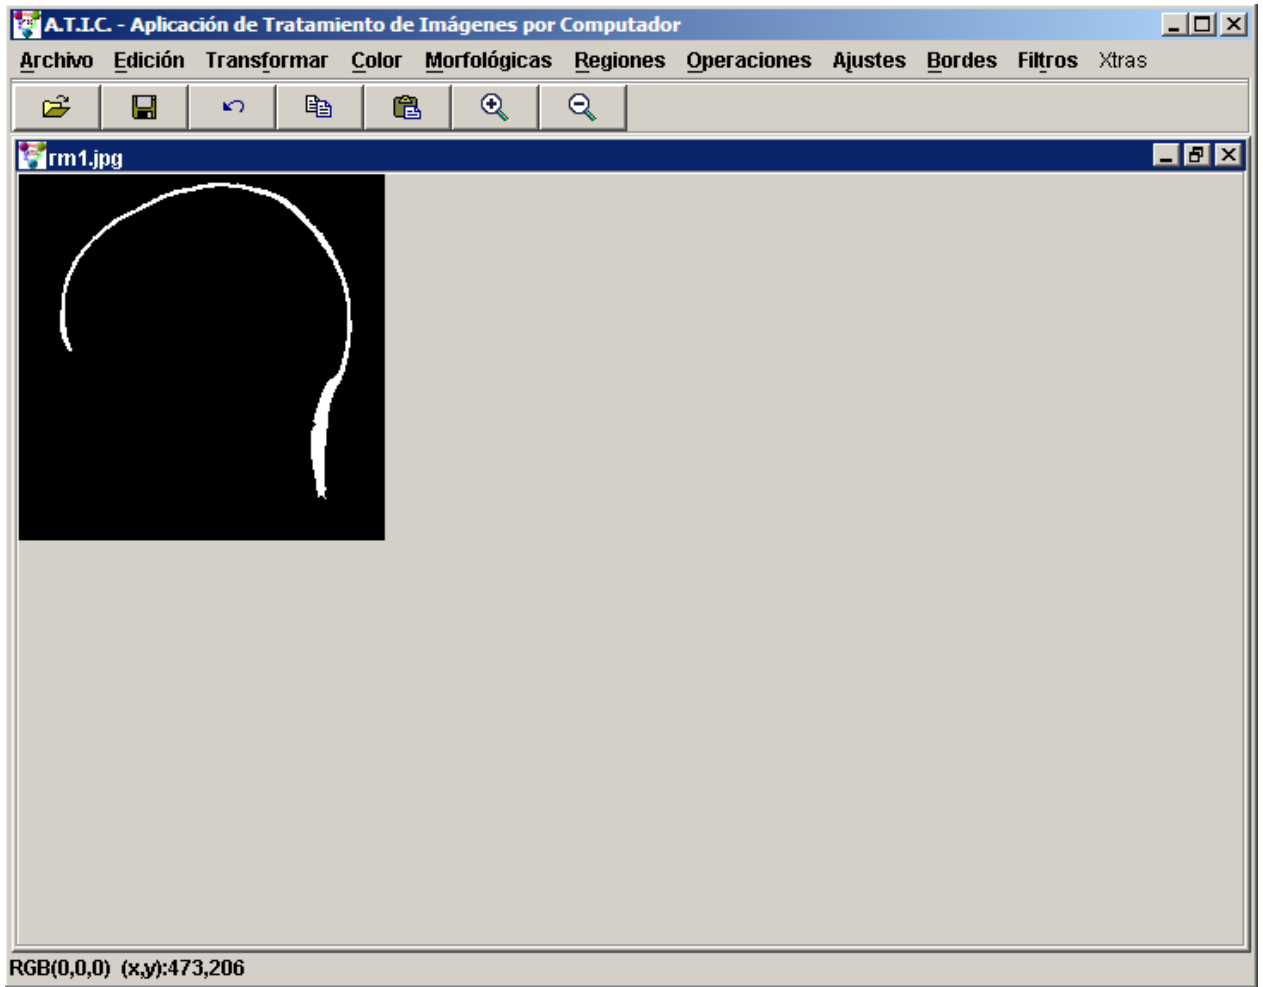 A.T.I.C. - Aplicación de Tratamiento de Imágenes por Computador
Archivo Edición Transformar Color Morfológicas Regiones Operaciones Ajustes Bordes Filtros Xtras
rm1.jpg
RGB(0,0,0) (x,y):473,206